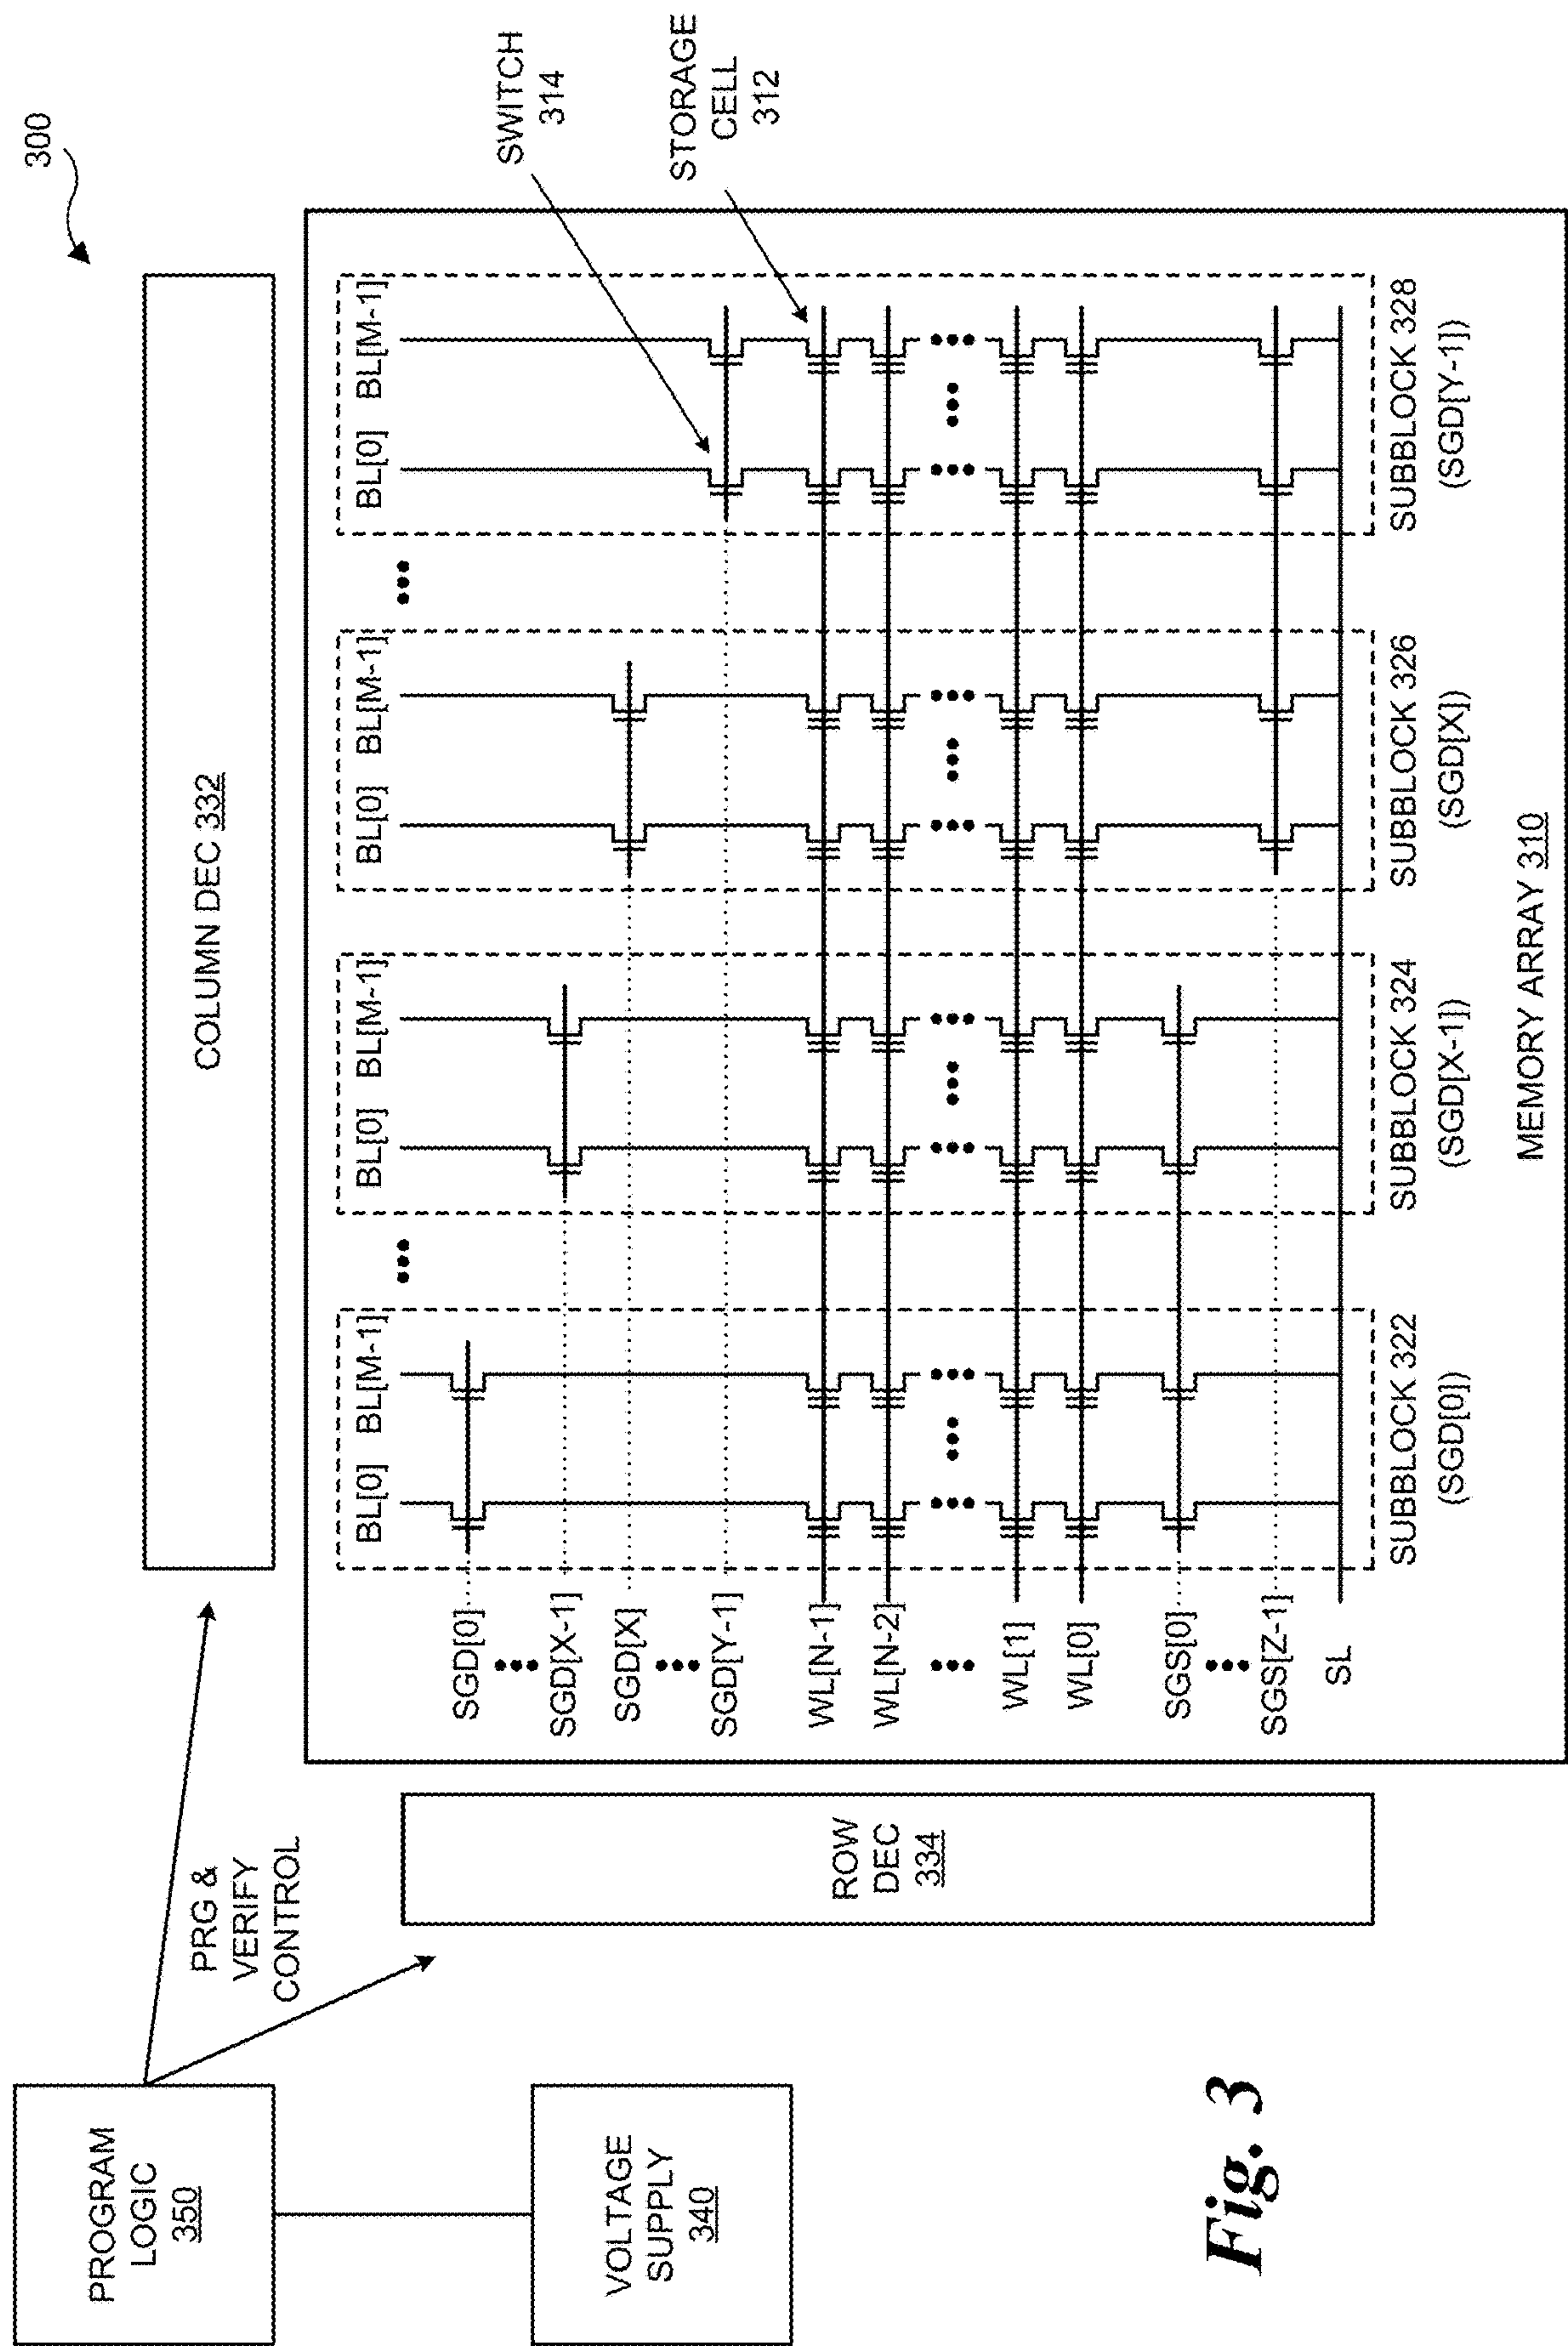 300
PROGRAM
LOGIC
350
PRG &
VERIFY
CONTROL
VOLTAGE
SUPPLY
340
COLUMN DEC 332
ROW
DEC
334
SWITCH
314
STORAGE
CELL
312
BL[0] BL[M-1]
BL[0] BL[M-1]
BL[0] BL[M-1]
BL[0] BL[M-1]
SGD[0]
SGD[X-1]
SGD[X]
SGD[Y-1]
WL[N-1]
WL[N-2]
WL[1]
WL[0]
SGS[0]
SGS[Z-1]
SL
SUBBLOCK 322
(SGD[0])
SUBBLOCK 324
(SGD[X-1])
SUBBLOCK 326
(SGD[X])
SUBBLOCK 328
(SGD[Y-1])
MEMORY ARRAY 310
Fig. 3